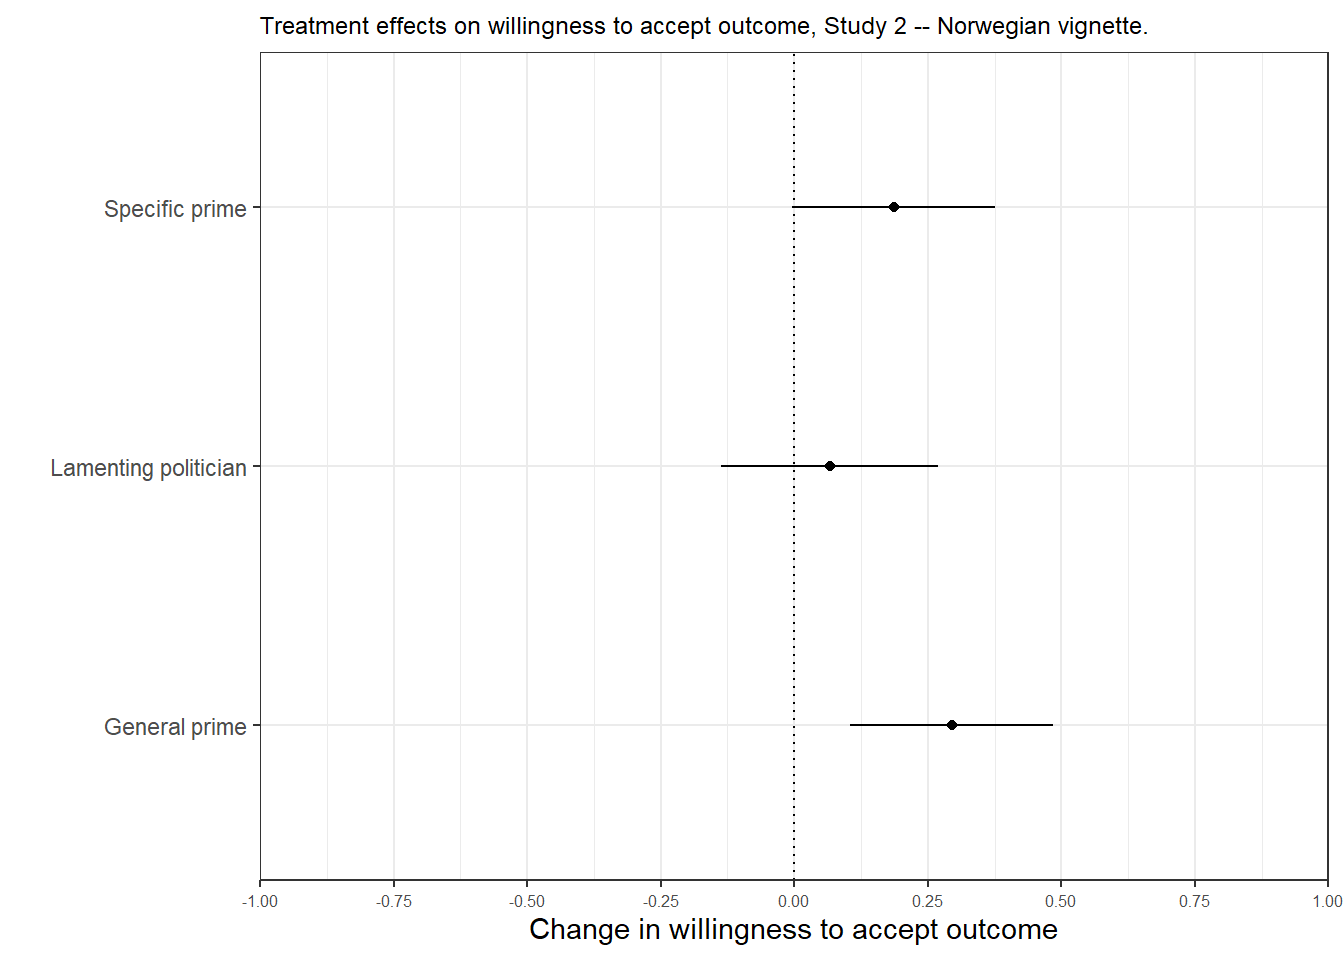 Treatment effects on willingness to accept outcome, Study 2 -- Norwegian vignette.
Specific prime
Lamenting politician
General prime
-1.00 -0.75 -0.50 -0.25 0.00 0.25 0.50 0.75 1.00
Change in willingness to accept outcome